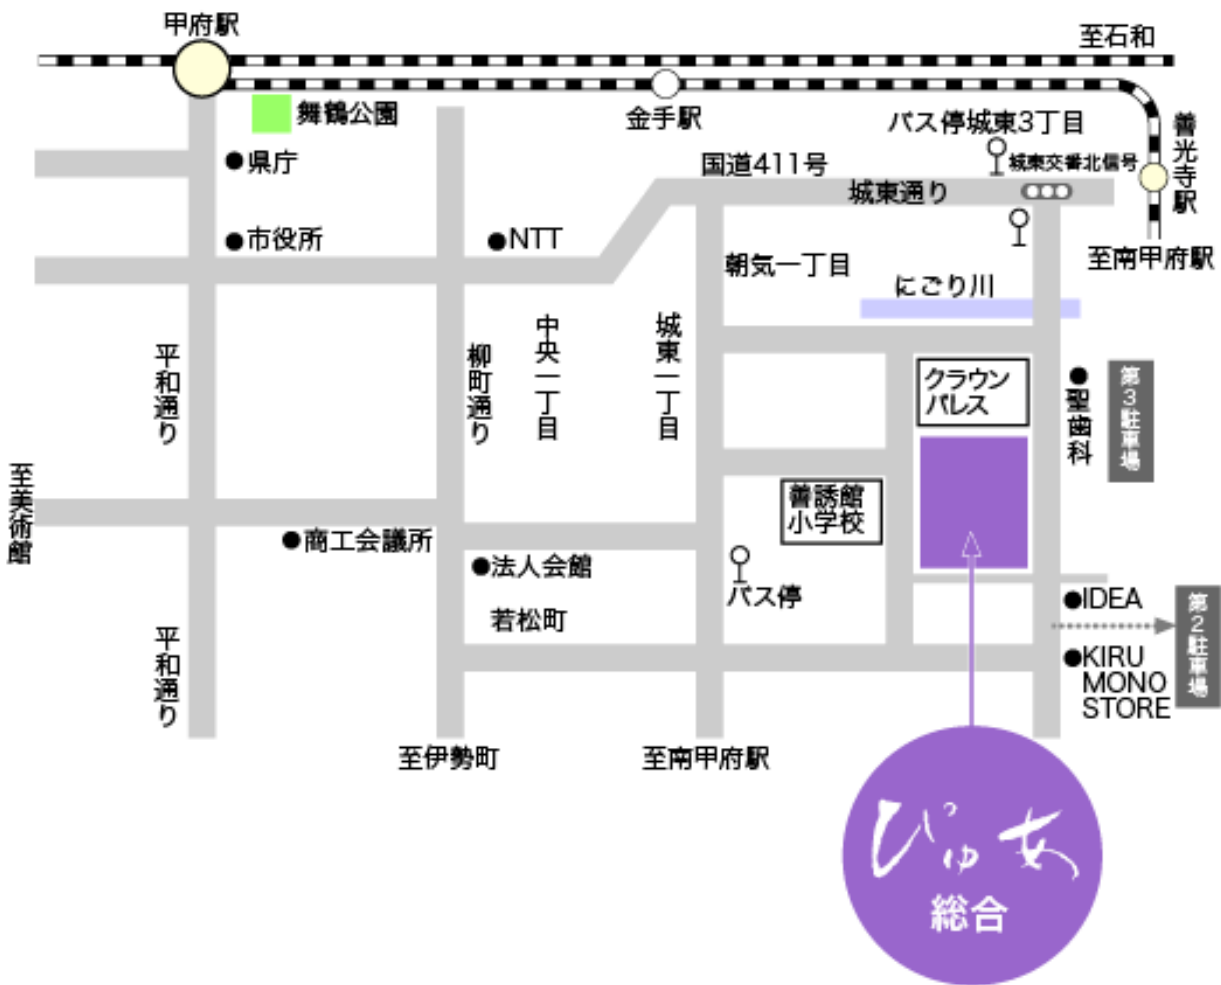 甲府駅
至石和
舞鶴公園
金手駅
バス停城東3丁目
善光寺駅
県庁
国道411号
城東交番北信号
城東通り
市役所
NTT
朝気一丁目
至南甲府駅
にごり川
平和通り
柳町通り
中央一丁目
城東一丁目
クラウン
パレス
聖歯科
第3駐車場
至美術館
善誘館
小学校
商工会議所
法人会館
バス停
IDEA
第2駐車場
若松町
平和通り
KIRU
MONO
STORE
至伊勢町
至南甲府駅
ぴゅあ
総合